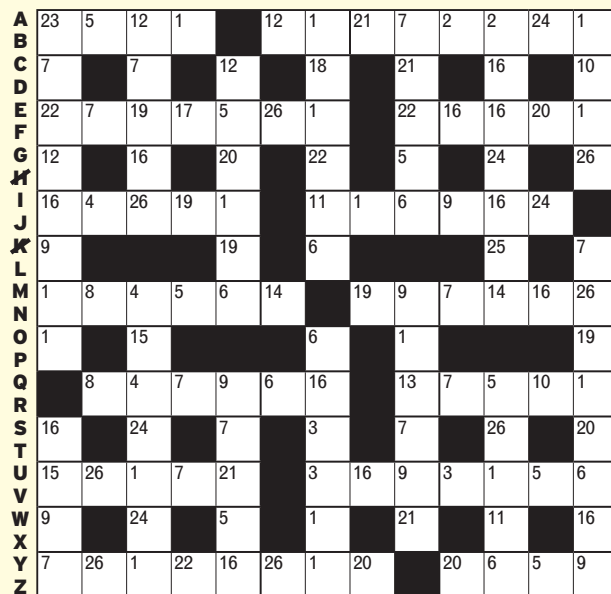 A 23 5 12 1 12 1 21 7 2 2 24 1
B
C 7 7 12 18 21 16 10
D
E 22 7 19 17 5 26 1 22 16 16 20 1
F
G 12 16 20 22 5 24 26
H
I 16 4 26 19 1 11 1 6 9 16 24
J
K 9 19 6 25 7
L
M 1 8 4 5 6 14 19 9 7 14 16 26
N
O 1 15 6 1 19
P
Q 8 4 7 9 6 16 13 7 5 10 1
R
S 16 24 7 3 7 26 20
T
U 15 26 1 7 21 3 16 9 3 1 5 6
V
W 9 24 5 1 21 11 16
X
Y 7 26 1 22 16 26 1 20 20 6 5 9
Z